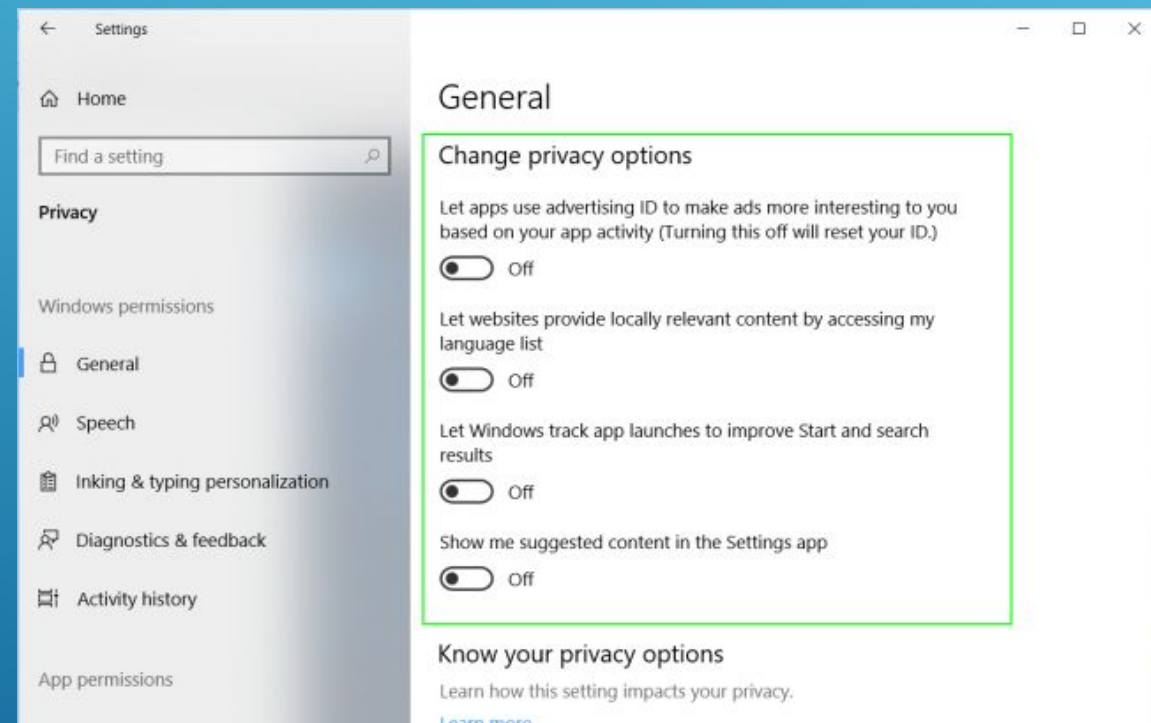 Settings
Home
Find a setting
Privacy
Windows permissions
General
Speech
Inking & typing personalization
Diagnostics & feedback
Activity history
App permissions
General
Change privacy options
Let apps use advertising ID to make ads more interesting to you
based on your app activity (Turning this off will reset your ID.)
Off
Let websites provide locally relevant content by accessing my
language list
Off
Let Windows track app launches to improve Start and search
results
Off
Show me suggested content in the Settings app
Off
Know your privacy options
Learn how this setting impacts your privacy.
Learn more